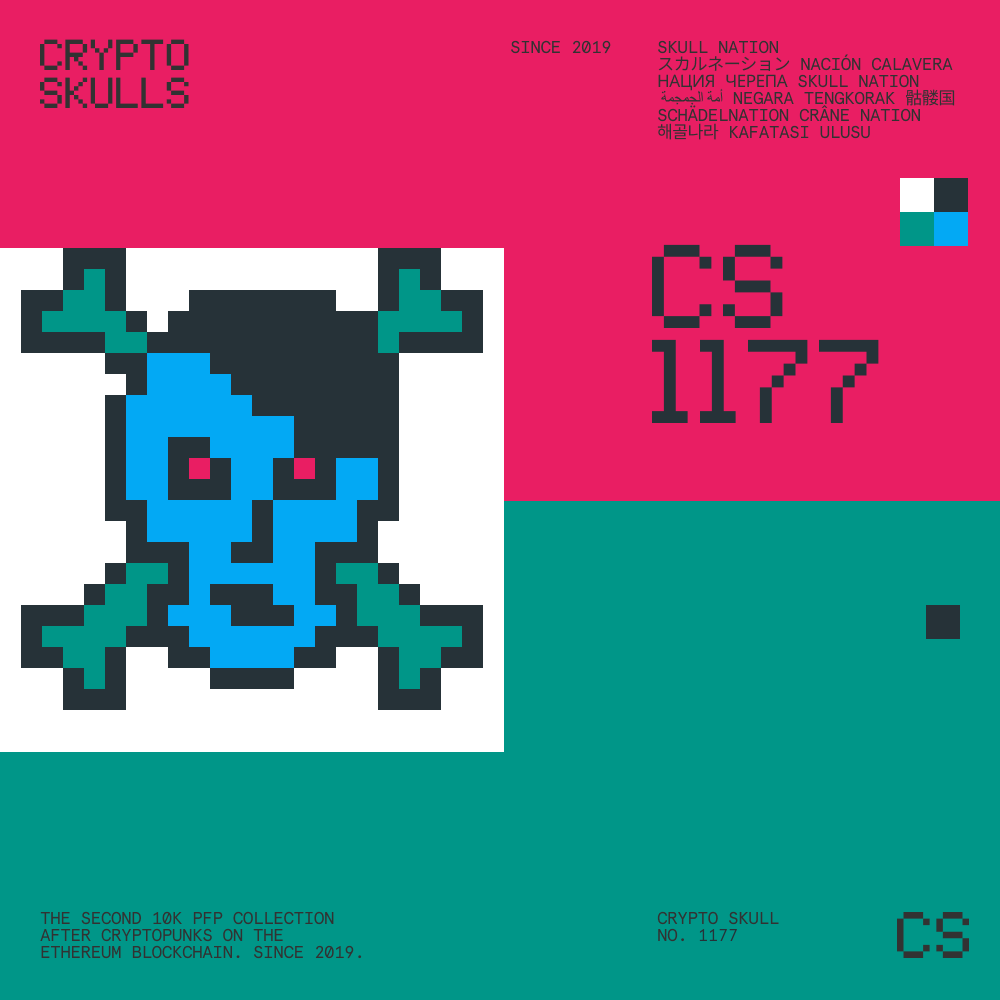 CRYPTO
SKULLS
SINCE 2019
SKULL NATION
スカルネーション NACIÓN CALAVERA
НАЦИЯ ЧЕРЕПА SKULL NATION
أمة الجمجمة NEGARA TENGKORAK 骷髅国
SCHÄDELNATION CRÂNE NATION
해골나라 KAFATASI ULUSU
CS
1177
THE SECOND 10K PFP COLLECTION
AFTER CRYPTOPUNKS ON THE
ETHEREUM BLOCKCHAIN. SINCE 2019.
CRYPTO SKULL
NO. 1177
CS